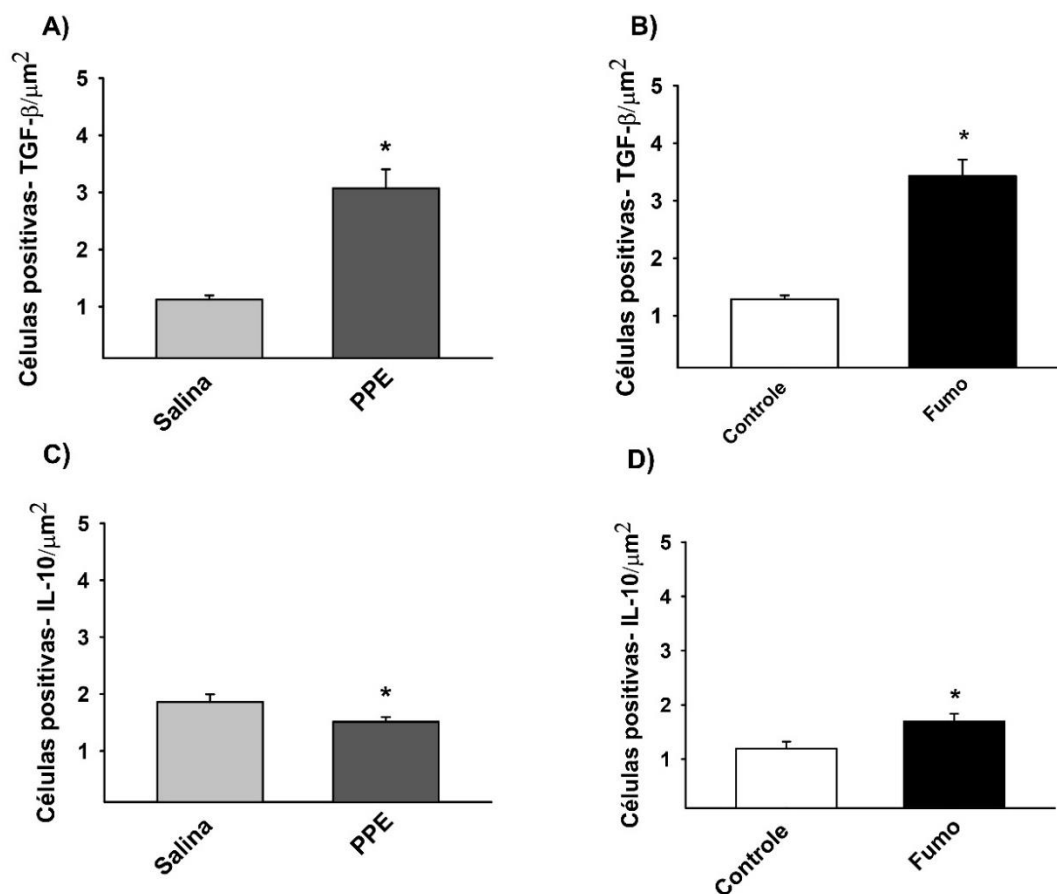 A)
Células positivas- TGF-β/μm²
5
4
3
2
1
*
Salina
PPE
B)
Células positivas- TGF-β/μm²
5
4
3
2
1
*
Controle
Fumo
C)
Células positivas- IL-10/μm²
5
4
3
2
1
*
Salina
PPE
D)
Células positivas- IL-10/μm²
5
4
3
2
1
*
Controle
Fumo